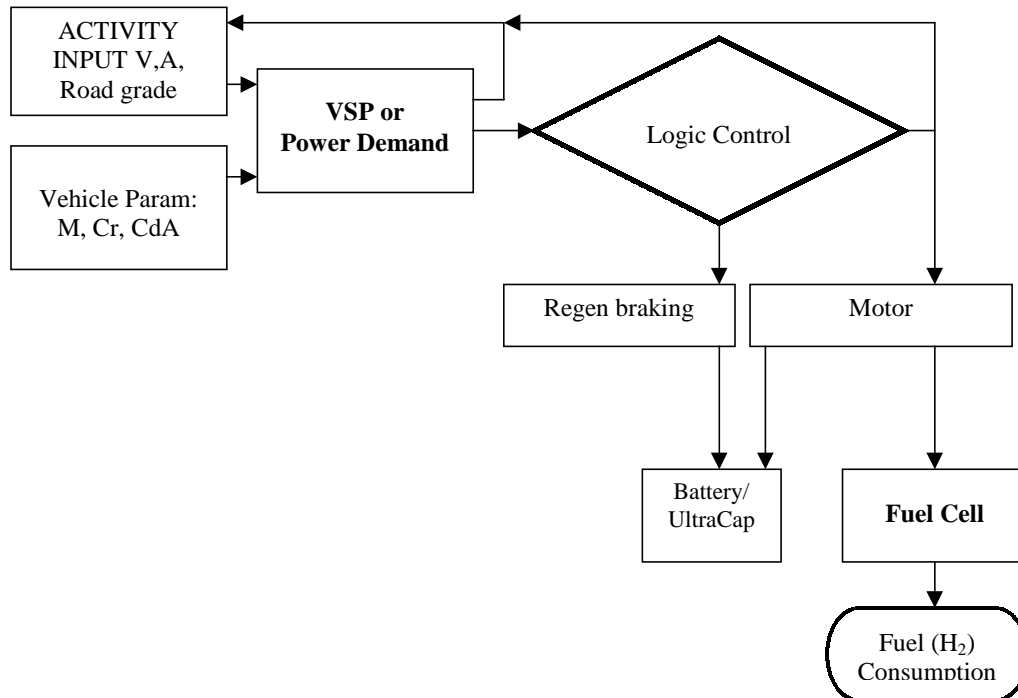 ACTIVITY
INPUT V,A,
Road grade
VSP or
Power Demand
Logic Control
Vehicle Param:
M, Cr, CdA
Regen braking
Motor
Battery/
UltraCap
Fuel Cell
Fuel (H₂)
Consumption